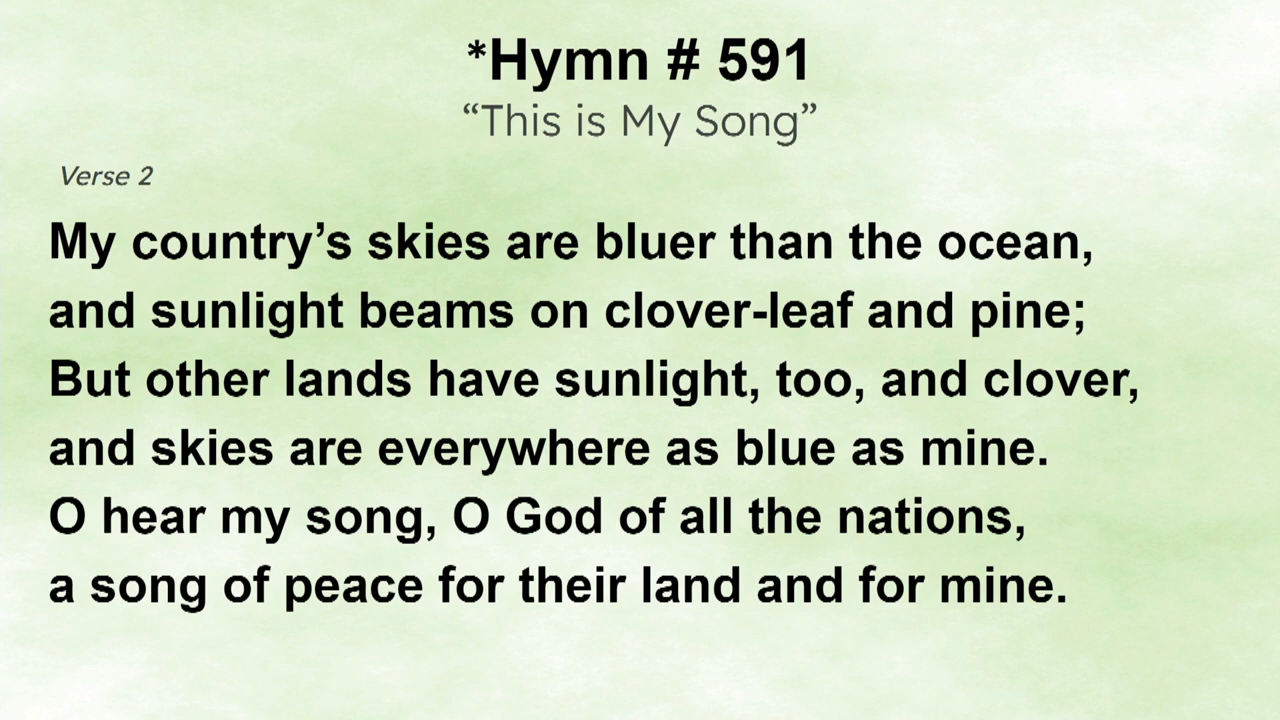 *Hymn # 591
“This is My Song”
Verse 2
My country’s skies are bluer than the ocean,
and sunlight beams on clover-leaf and pine;
But other lands have sunlight, too, and clover,
and skies are everywhere as blue as mine.
O hear my song, O God of all the nations,
a song of peace for their land and for mine.